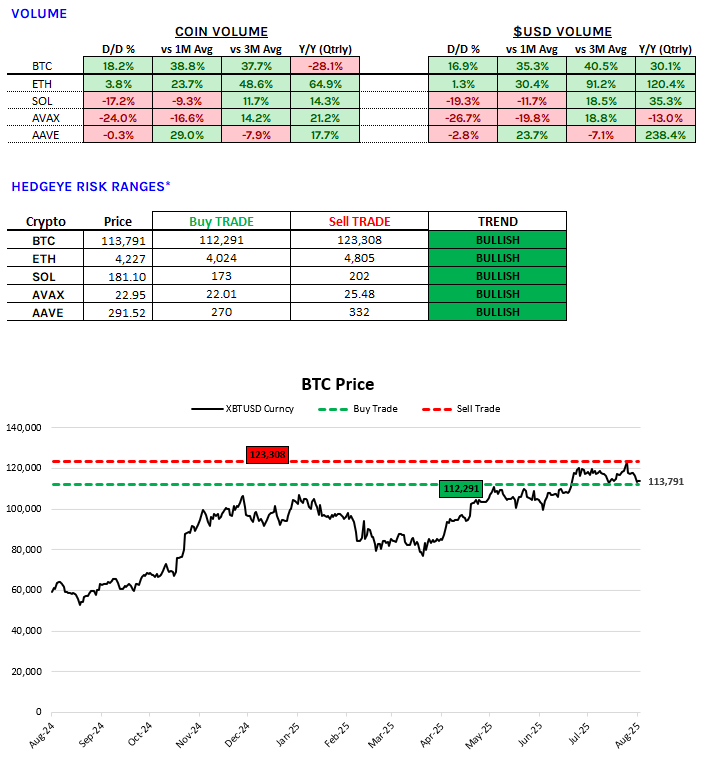 VOLUME
COIN VOLUME $USD VOLUME
D/D % vs 1M Avg vs 3M Avg Y/Y (Qtrly) D/D % vs 1M Avg vs 3M Avg Y/Y (Qtrly)
BTC 18.2% 38.8% 37.7% -28.1% 16.9% 35.3% 40.5% 30.1%
ETH 3.8% 23.7% 48.6% 64.9% 1.3% 30.4% 91.2% 120.4%
SOL -17.2% -9.3% 11.7% 14.3% -19.3% -11.7% 18.5% 35.3%
AVAX -24.0% -16.6% 14.2% 21.2% -26.7% -19.8% 18.8% -13.0%
AAVE -0.3% 29.0% -7.9% 17.7% -2.8% 23.7% -7.1% 238.4%
HEDGEYE RISK RANGES*
Crypto Price Buy TRADE Sell TRADE TREND
BTC 113,791 112,291 123,308 BULLISH
ETH 4,227 4,024 4,805 BULLISH
SOL 181.10 173 202 BULLISH
AVAX 22.95 22.01 25.48 BULLISH
AAVE 291.52 270 332 BULLISH
BTC Price
XBTUSD Curncy Buy Trade Sell Trade
140,000
123,308
120,000
112,291
113,791
100,000
80,000
60,000
40,000
20,000
0
Aug-24 Sep-24 Oct-24 Nov-24 Dec-24 Jan-25 Feb-25 Mar-25 Apr-25 May-25 Jun-25 Jul-25 Aug-25